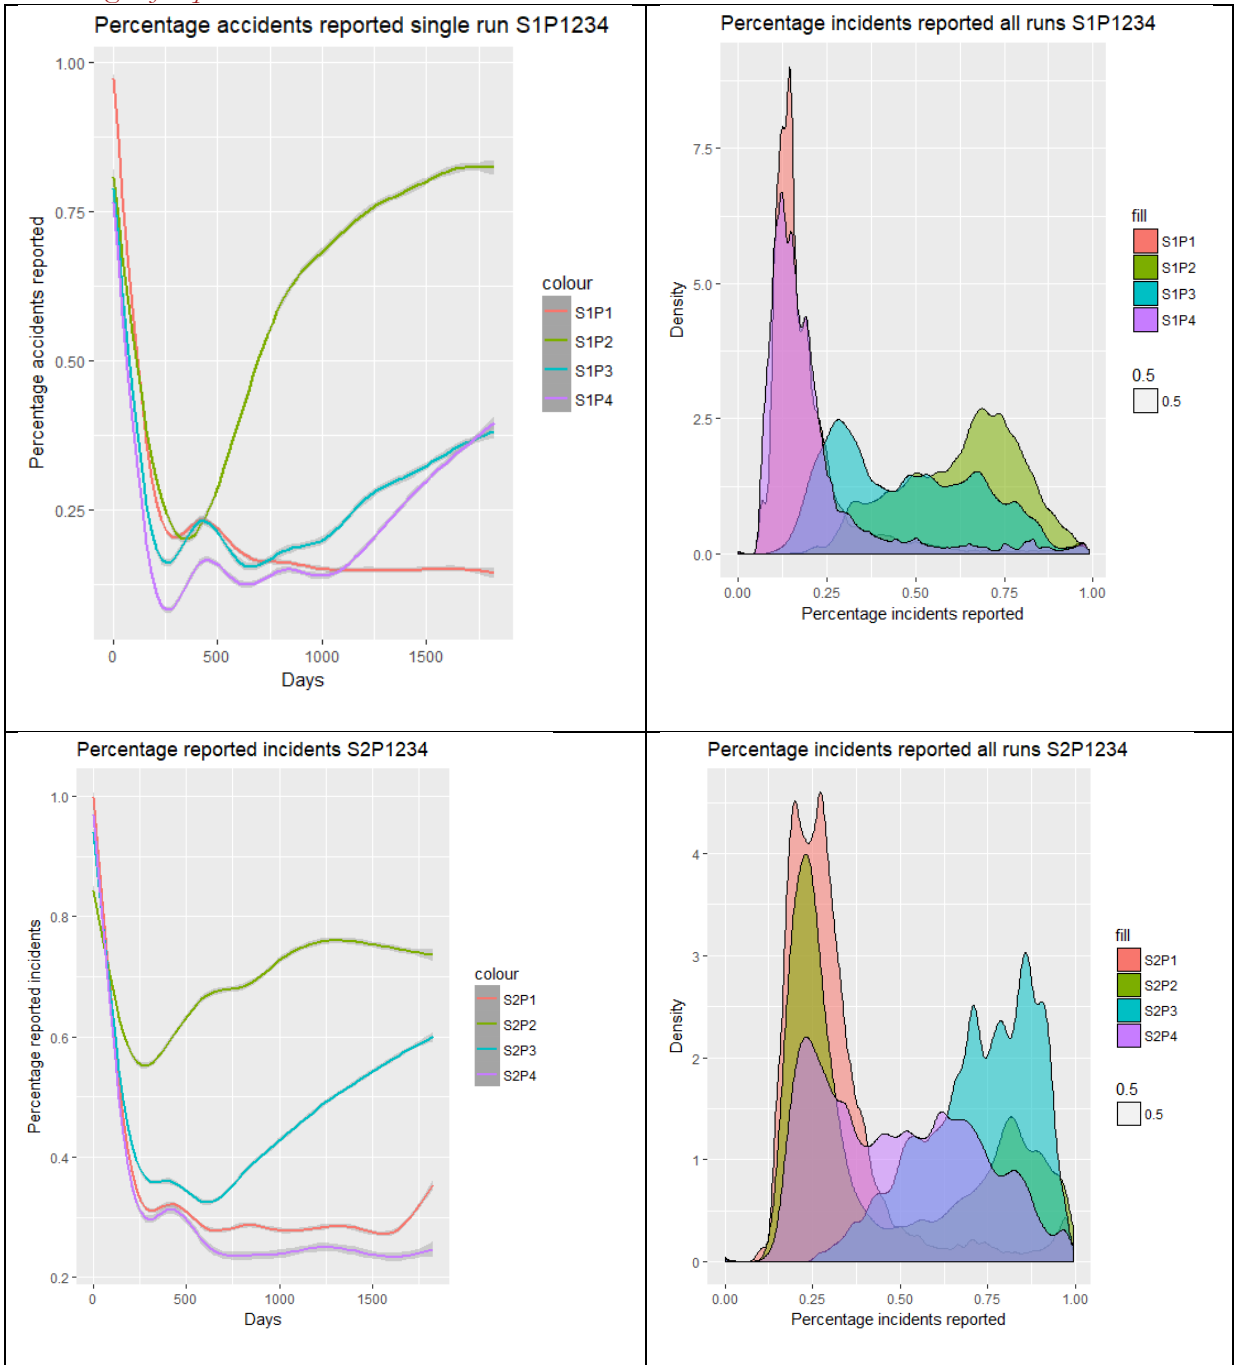 Percentage accidents reported single run S1P1234
1.00
0.75
0.50
0.25
Percentage accidents reported
0
500
1000
1500
Days
colour
S1P1
S1P2
S1P3
S1P4
Percentage incidents reported all runs S1P1234
7.5
5.0
2.5
0.0
Density
0.00
0.25
0.50
0.75
1.00
Percentage incidents reported
fill
S1P1
S1P2
S1P3
S1P4
0.5
0.5
Percentage reported incidents S2P1234
1.0
0.8
0.6
0.4
0.2
Percentage reported incidents
0
500
1000
1500
Days
colour
S2P1
S2P2
S2P3
S2P4
Percentage incidents reported all runs S2P1234
4
3
2
1
0
Density
0.00
0.25
0.50
0.75
1.00
Percentage incidents reported
fill
S2P1
S2P2
S2P3
S2P4
0.5
0.5